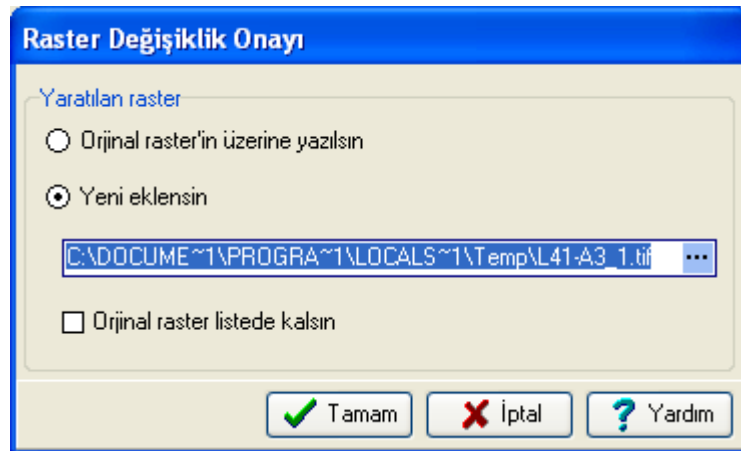 Raster Değişiklik Onayı
Yaratılan raster
Orjinal raster'in üzerine yazılsın
Yeni eklensin
C:\DOCUME~1\PROGRA~1\LOCALS~1\Temp\L41-A3_1.tif ...
Orjinal raster listede kalsın
Tamam İptal Yardım